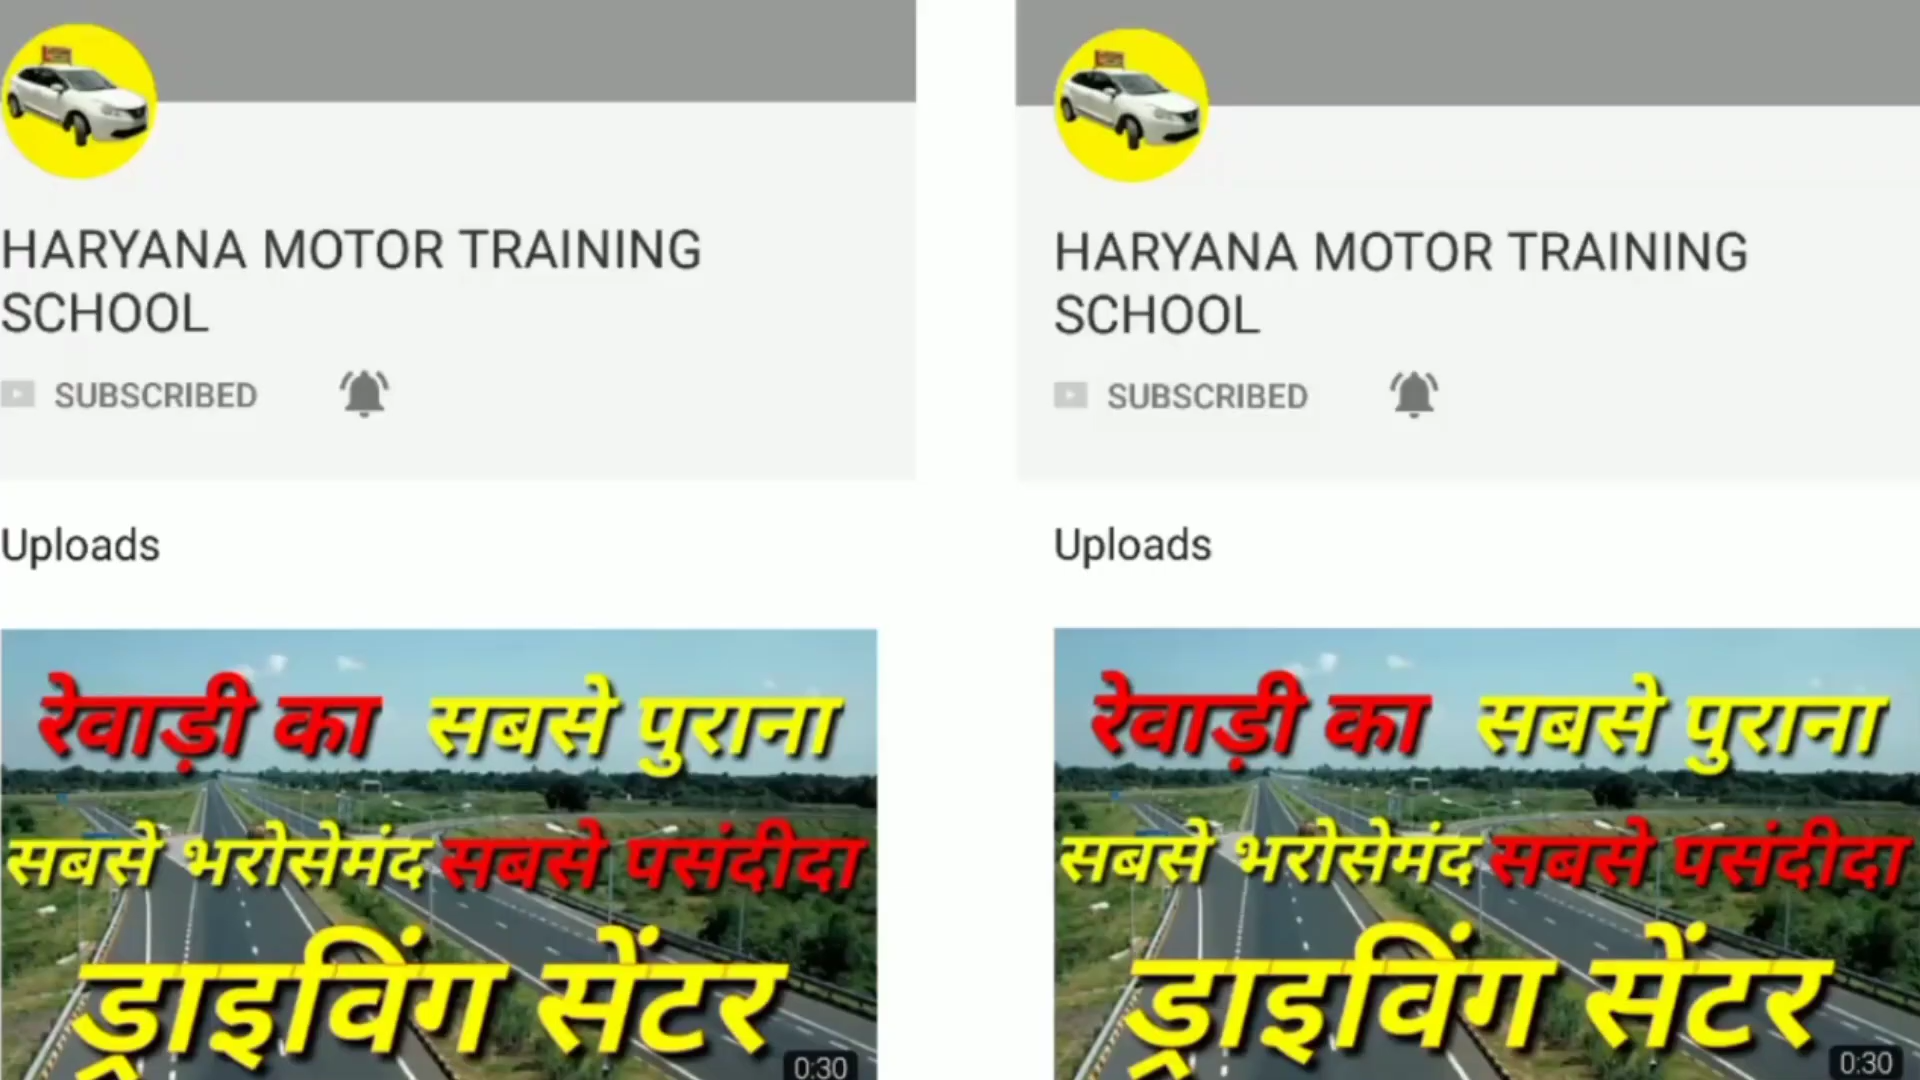 HARYANA MOTOR TRAINING
SCHOOL
SUBSCRIBED
Uploads
रेवाड़ी का सबसे पुराना
सबसे भरोसेमंद सबसे पसंदीदा
ड्राइविंग सेंटर
0:30
HARYANA MOTOR TRAINING
SCHOOL
SUBSCRIBED
Uploads
रेवाड़ी का सबसे पुराना
सबसे भरोसेमंद सबसे पसंदीदा
ड्राइविंग सेंटर
0:30